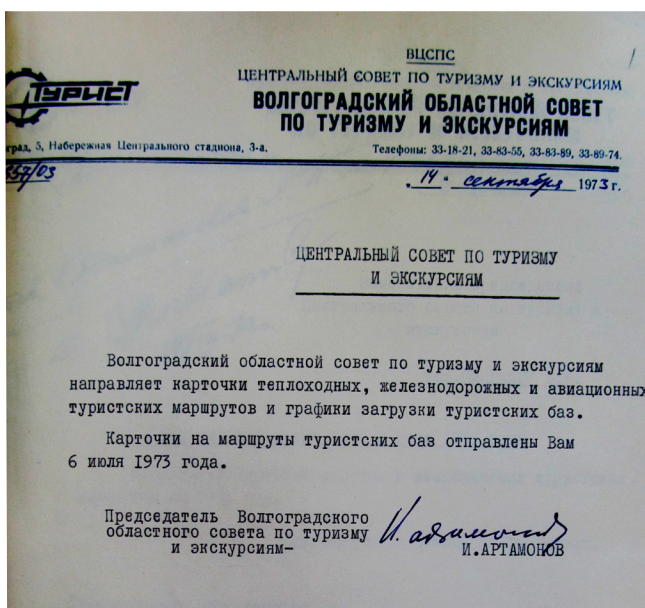 ВЦСПС
ЦЕНТРАЛЬНЫЙ СОВЕТ ПО ТУРИЗМУ И ЭКСКУРСИЯМ
ТУРИСТ
ВОЛГОГРАДСКИЙ ОБЛАСТНОЙ СОВЕТ
ПО ТУРИЗМУ И ЭКСКУРСИЯМ
град, 5, Набережная Центрального стадиона, 3-а.
Телефоны: 33-18-21, 33-83-55, 33-83-89, 33-89-74.
557/03
„14“ сентября 1973 г.
ЦЕНТРАЛЬНЫЙ СОВЕТ ПО ТУРИЗМУ
И ЭКСКУРСИЯМ
Волгоградский областной совет по туризму и экскурсиям
направляет карточки теплоходных, железнодорожных и авиационных
туристских маршрутов и графики загрузки туристских баз.
Карточки на маршруты туристских баз отправлены Вам
6 июля 1973 года.
Председатель Волгоградского
областного совета по туризму
и экскурсиям-
И. Артамонов
И.АРТАМОНОВ